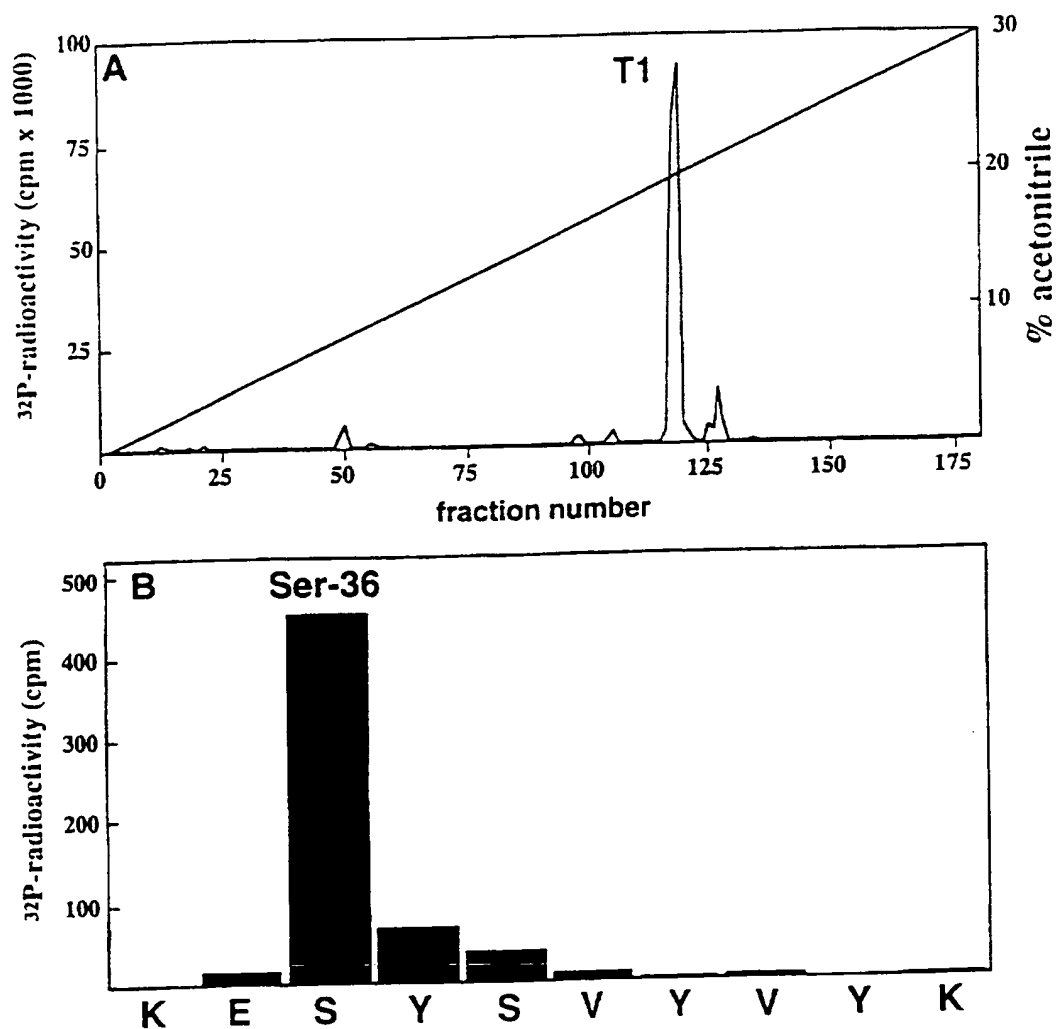 A
T1
³²P-radioactivity (cpm x 1000)
100
75
50
25
30
20
10
% acetonitrile
0 25 50 75 100 125 150 175
fraction number
B
Ser-36
³²P-radioactivity (cpm)
500
400
300
200
100
K E S Y S V Y V Y K